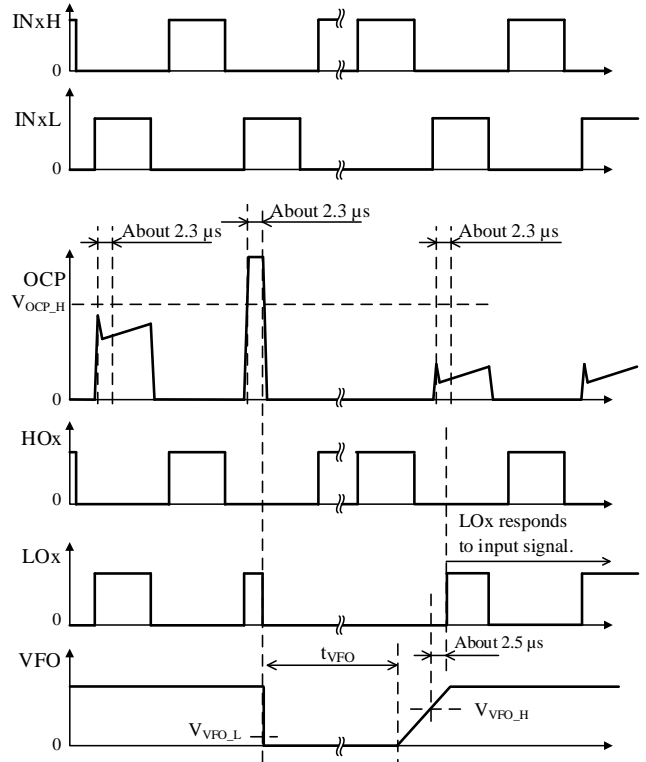 INxH
0
INxL
0
About 2.3 µs
About 2.3 µs
About 2.3 µs
OCP
VOCP_H
0
HOx
0
LOx responds
to input signal.
LOx
0
About 2.5 µs
VFO
tVFO
VVFO_H
VVFO_L
0